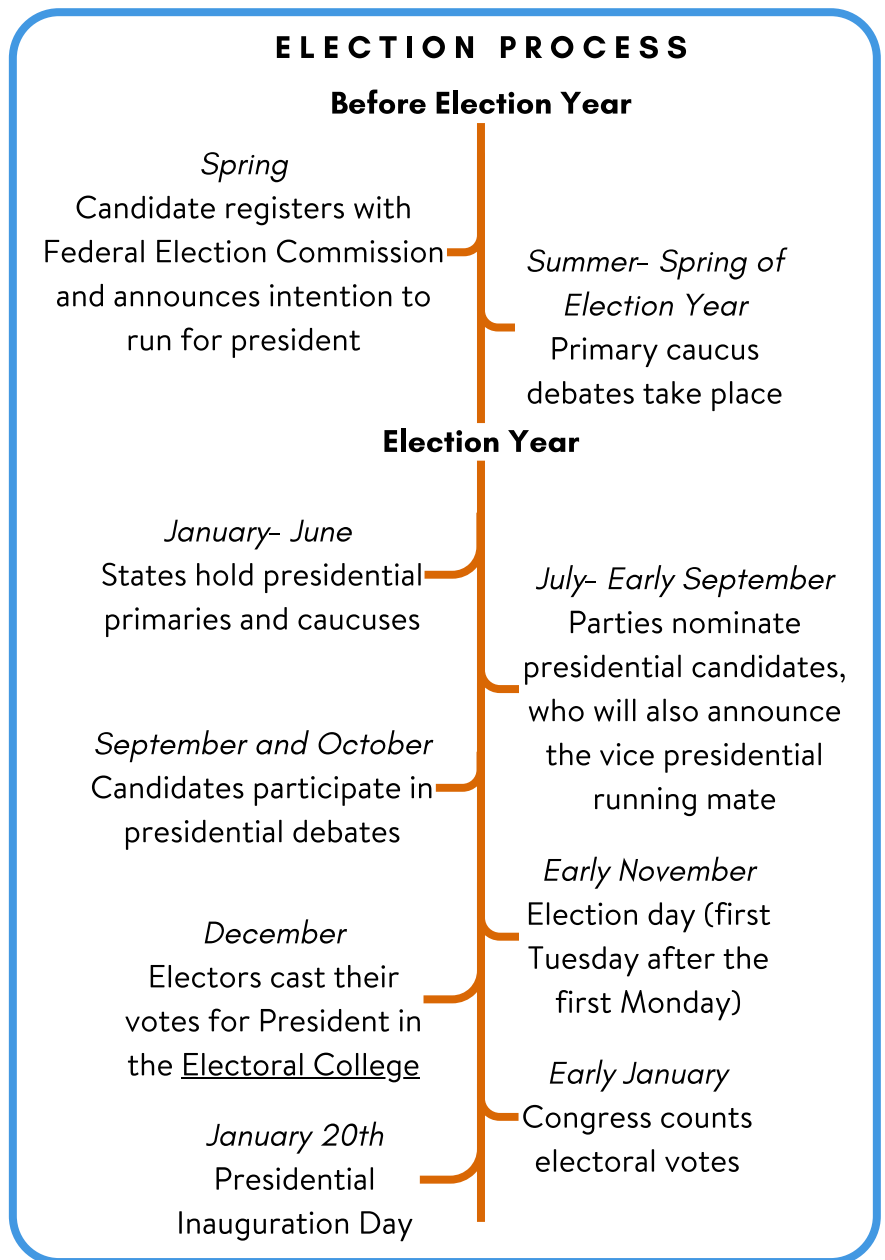 ELECTION PROCESS
Before Election Year
Spring
Candidate registers with
Federal Election Commission
and announces intention to
run for president
Summer– Spring of
Election Year
Primary caucus
debates take place
Election Year
January– June
States hold presidential
primaries and caucuses
July– Early September
Parties nominate
presidential candidates,
who will also announce
the vice presidential
running mate
September and October
Candidates participate in
presidential debates
Early November
Election day (first
Tuesday after the
first Monday)
December
Electors cast their
votes for President in
the Electoral College
Early January
Congress counts
electoral votes
January 20th
Presidential
Inauguration Day